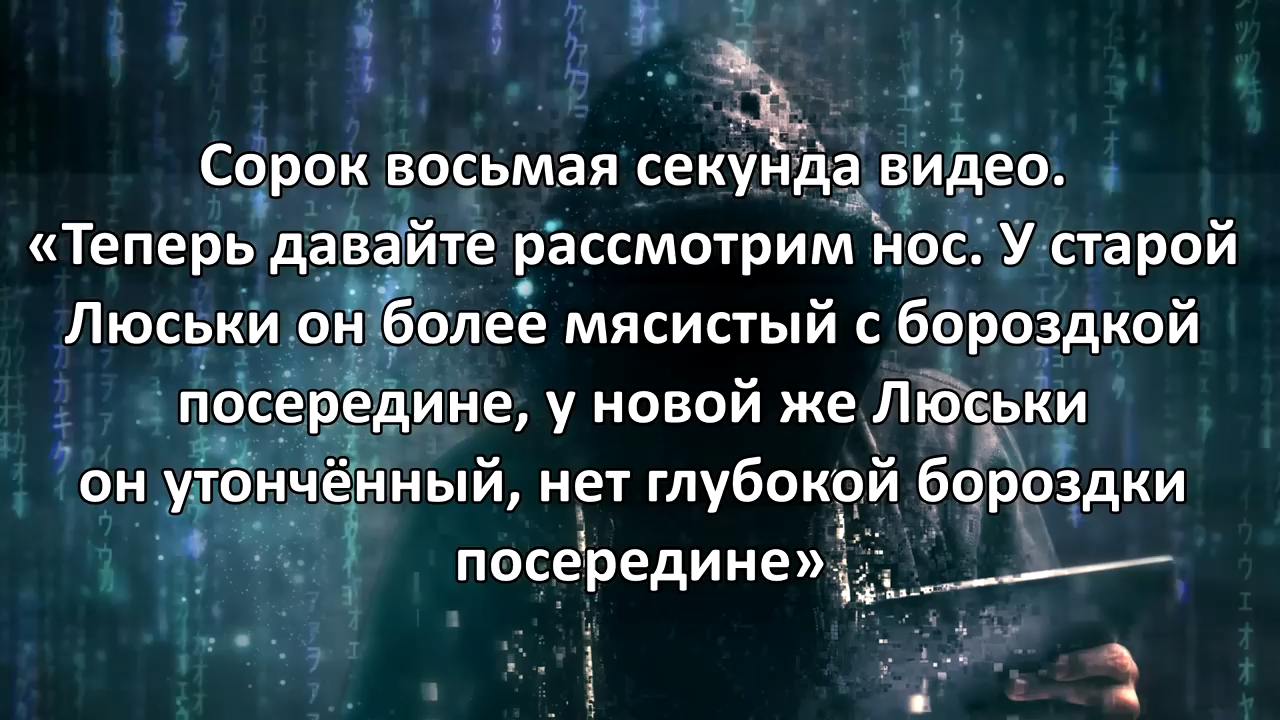 Сорок восьмая секунда видео.
«Теперь давайте рассмотрим нос. У старой
Люськи он более мясистый с бороздкой
посередине, у новой же Люськи
он утончённый, нет глубокой бороздки
посередине»